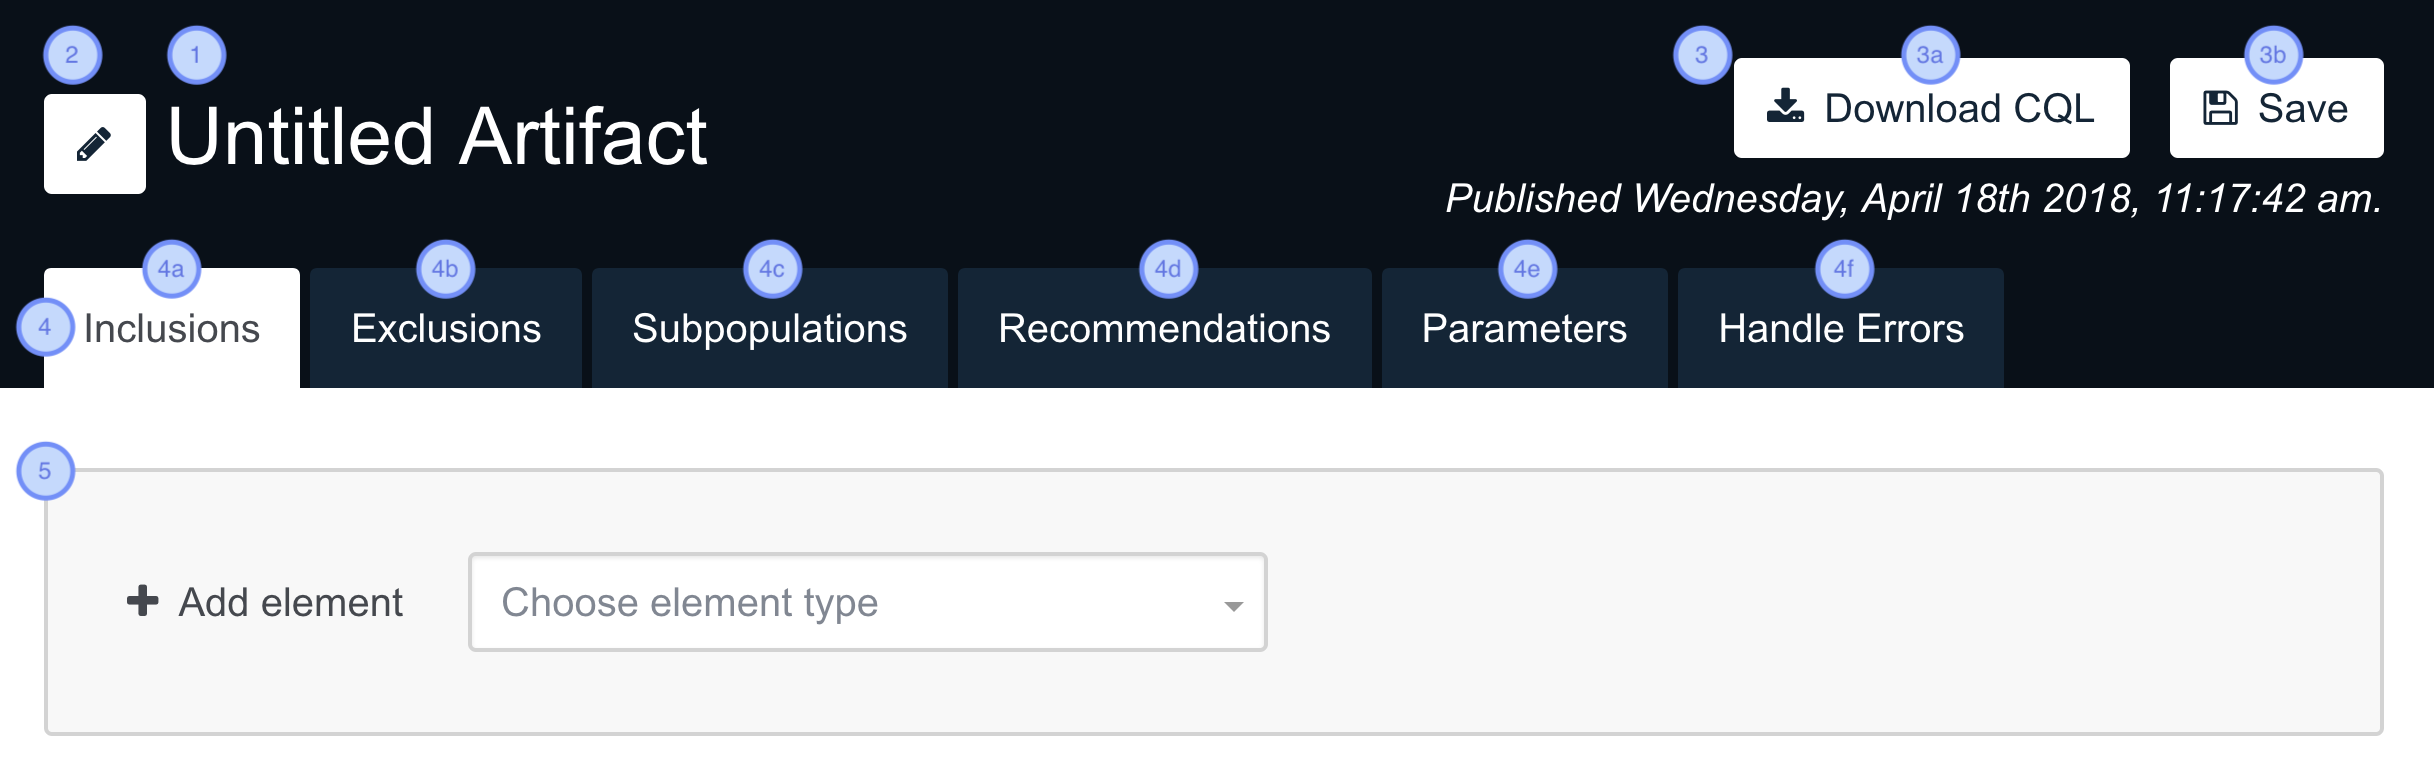 2 1 3 3a 3b
Untitled Artifact
Download CQL Save
Published Wednesday, April 18th 2018, 11:17:42 am.
4a 4b 4c 4d 4e 4f
4 Inclusions Exclusions Subpopulations Recommendations Parameters Handle Errors
5
Add element Choose element type